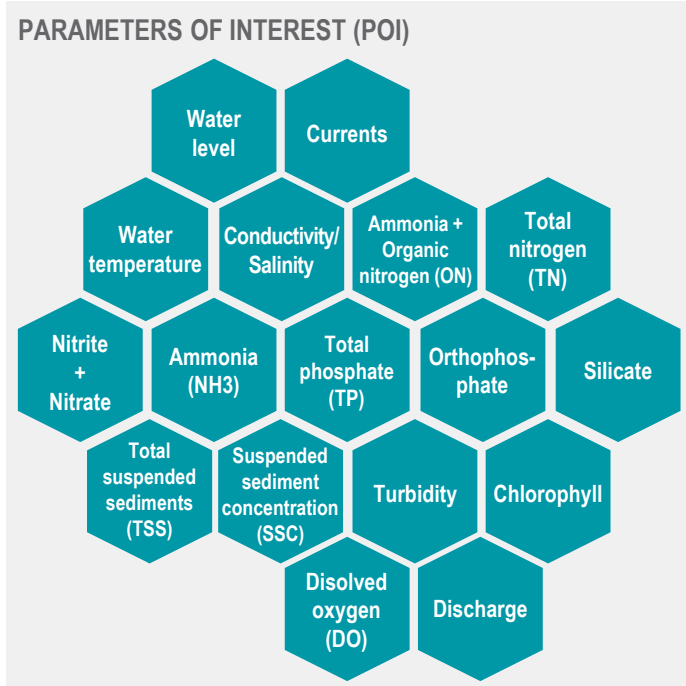 PARAMETERS OF INTEREST (POI)
Water
level
Currents
Water
temperature
Conductivity/
Salinity
Ammonia +
Organic
nitrogen (ON)
Total
nitrogen
(TN)
Nitrite
+
Nitrate
Ammonia
(NH3)
Total
phosphate
(TP)
Orthophos-
phate
Silicate
Total
suspended
sediments
(TSS)
Suspended
sediment
concentration
(SSC)
Turbidity
Chlorophyll
Disolved
oxygen
(DO)
Discharge